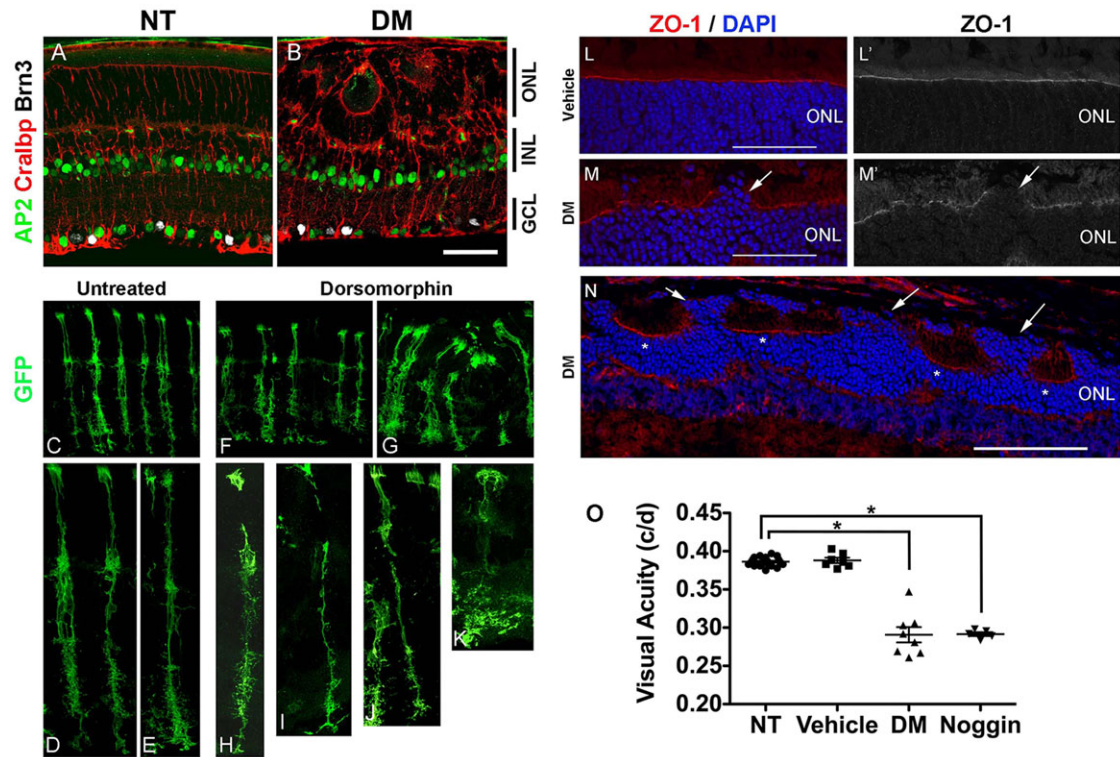 NT
DM
A
B
AP2 Cralbp Brn3
ONL
INL
GCL
Untreated
Dorsomorphin
GFP
C
F
G
D
E
H
I
J
K
ZO-1 / DAPI
ZO-1
Vehicle
L
ONL
L'
ONL
DM
M
ONL
M'
ONL
DM
N
*
*
*
*
ONL
O
Visual Acuity (c/d)
0.45
0.40
0.35
0.30
0.25
0.20
*
*
NT
Vehicle
DM
Noggin